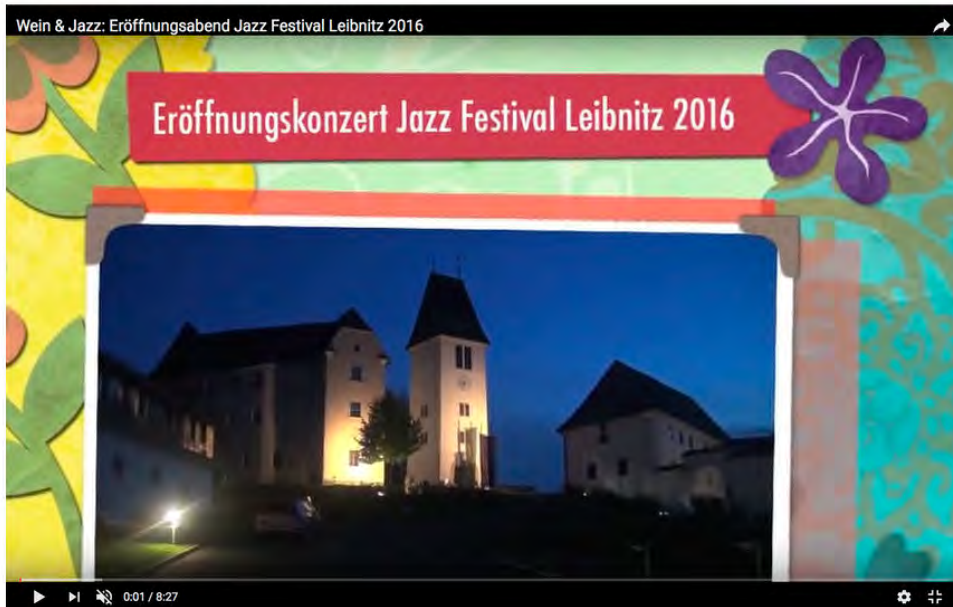 Wein & Jazz: Eröffnungsabend Jazz Festival Leibnitz 2016
Eröffnungskonzert Jazz Festival Leibnitz 2016
0:01 / 8:27